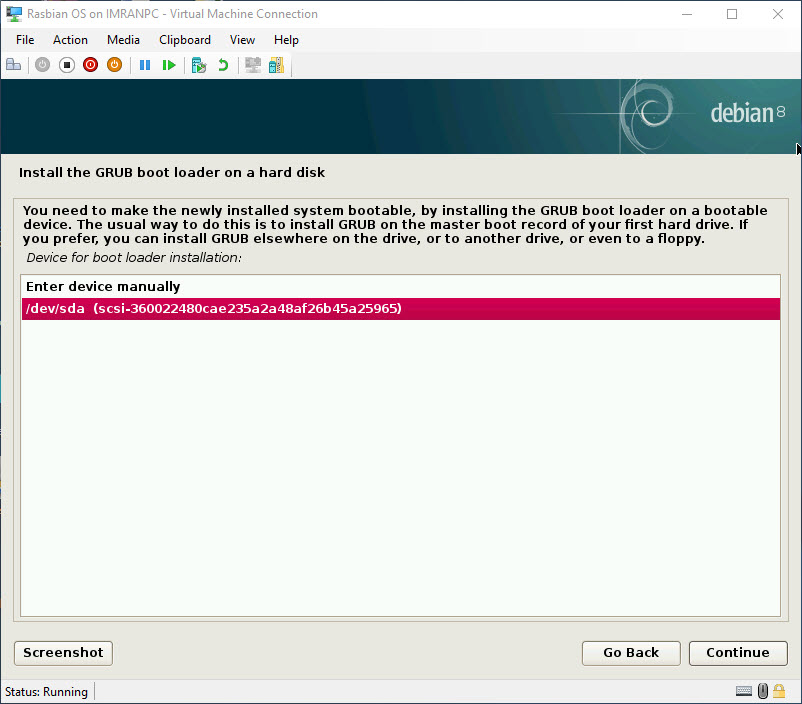 Rasbian OS on IMRANPC - Virtual Machine Connection
File Action Media Clipboard View Help
debian 8
Install the GRUB boot loader on a hard disk
You need to make the newly installed system bootable, by installing the GRUB boot loader on a bootable
device. The usual way to do this is to install GRUB on the master boot record of your first hard drive. If
you prefer, you can install GRUB elsewhere on the drive, or to another drive, or even to a floppy.
Device for boot loader installation:
Enter device manually
/dev/sda (scsi-360022480cae235a2a48af26b45a25965)
Screenshot Go Back Continue
Status: Running